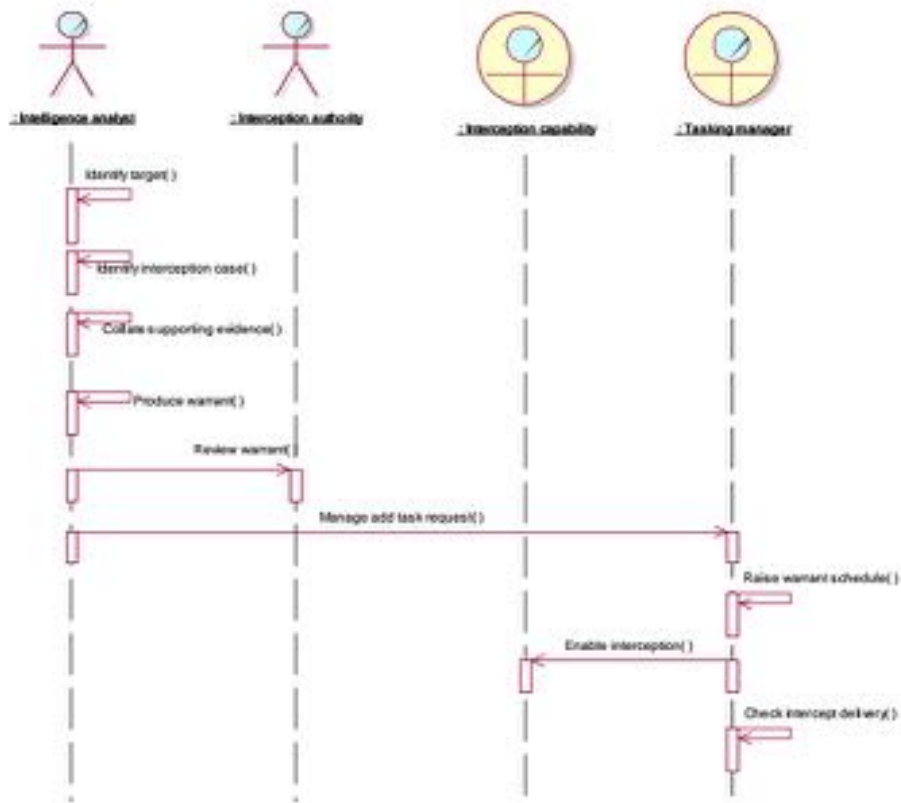 : Intelligence analyst
: Interception authority
: Interception capability
: Tasking manager
Identify target( )
Identify interception case( )
Collate supporting evidence( )
Produce warrant( )
Review warrant( )
Manage add task request( )
Raise warrant schedule( )
Enable interception( )
Check intercept delivery( )